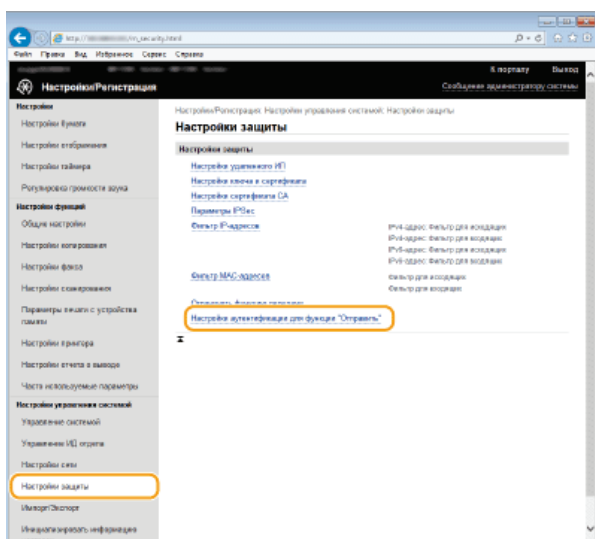 http:// /m_security.html
Файл Правка Вид Избранное Сервис Справка
К порталу Выход
Настройки/Регистрация
Сообщение администратору системы
Настройки
Настройки бумаги
Настройки отображения
Настройки таймера
Регулировка громкости звука
Настройки функций
Общие настройки
Настройки копирования
Настройки факса
Настройки сканирования
Параметры печати с устройства памяти
Настройки принтера
Настройки отчета о выводе
Часто используемые параметры
Настройки управления системой
Управление системой
Управление ИД отдела
Настройки сети
Настройки защиты
Импорт/Экспорт
Инициализировать информацию
Настройки/Регистрация: Настройки управления системой: Настройки защиты
Настройки защиты
Настройки защиты
Настройки удаленного ИП
Настройки ключа и сертификата
Настройки сертификата CA
Параметры IPSec
Фильтр IP-адресов
IPv4-адрес: Фильтр для исходящих
IPv4-адрес: Фильтр для входящих
IPv6-адрес: Фильтр для исходящих
IPv6-адрес: Фильтр для входящих
Фильтр MAC-адресов
Фильтр для исходящих
Фильтр для входящих
Настройки аутентификации для функции "Отправить"